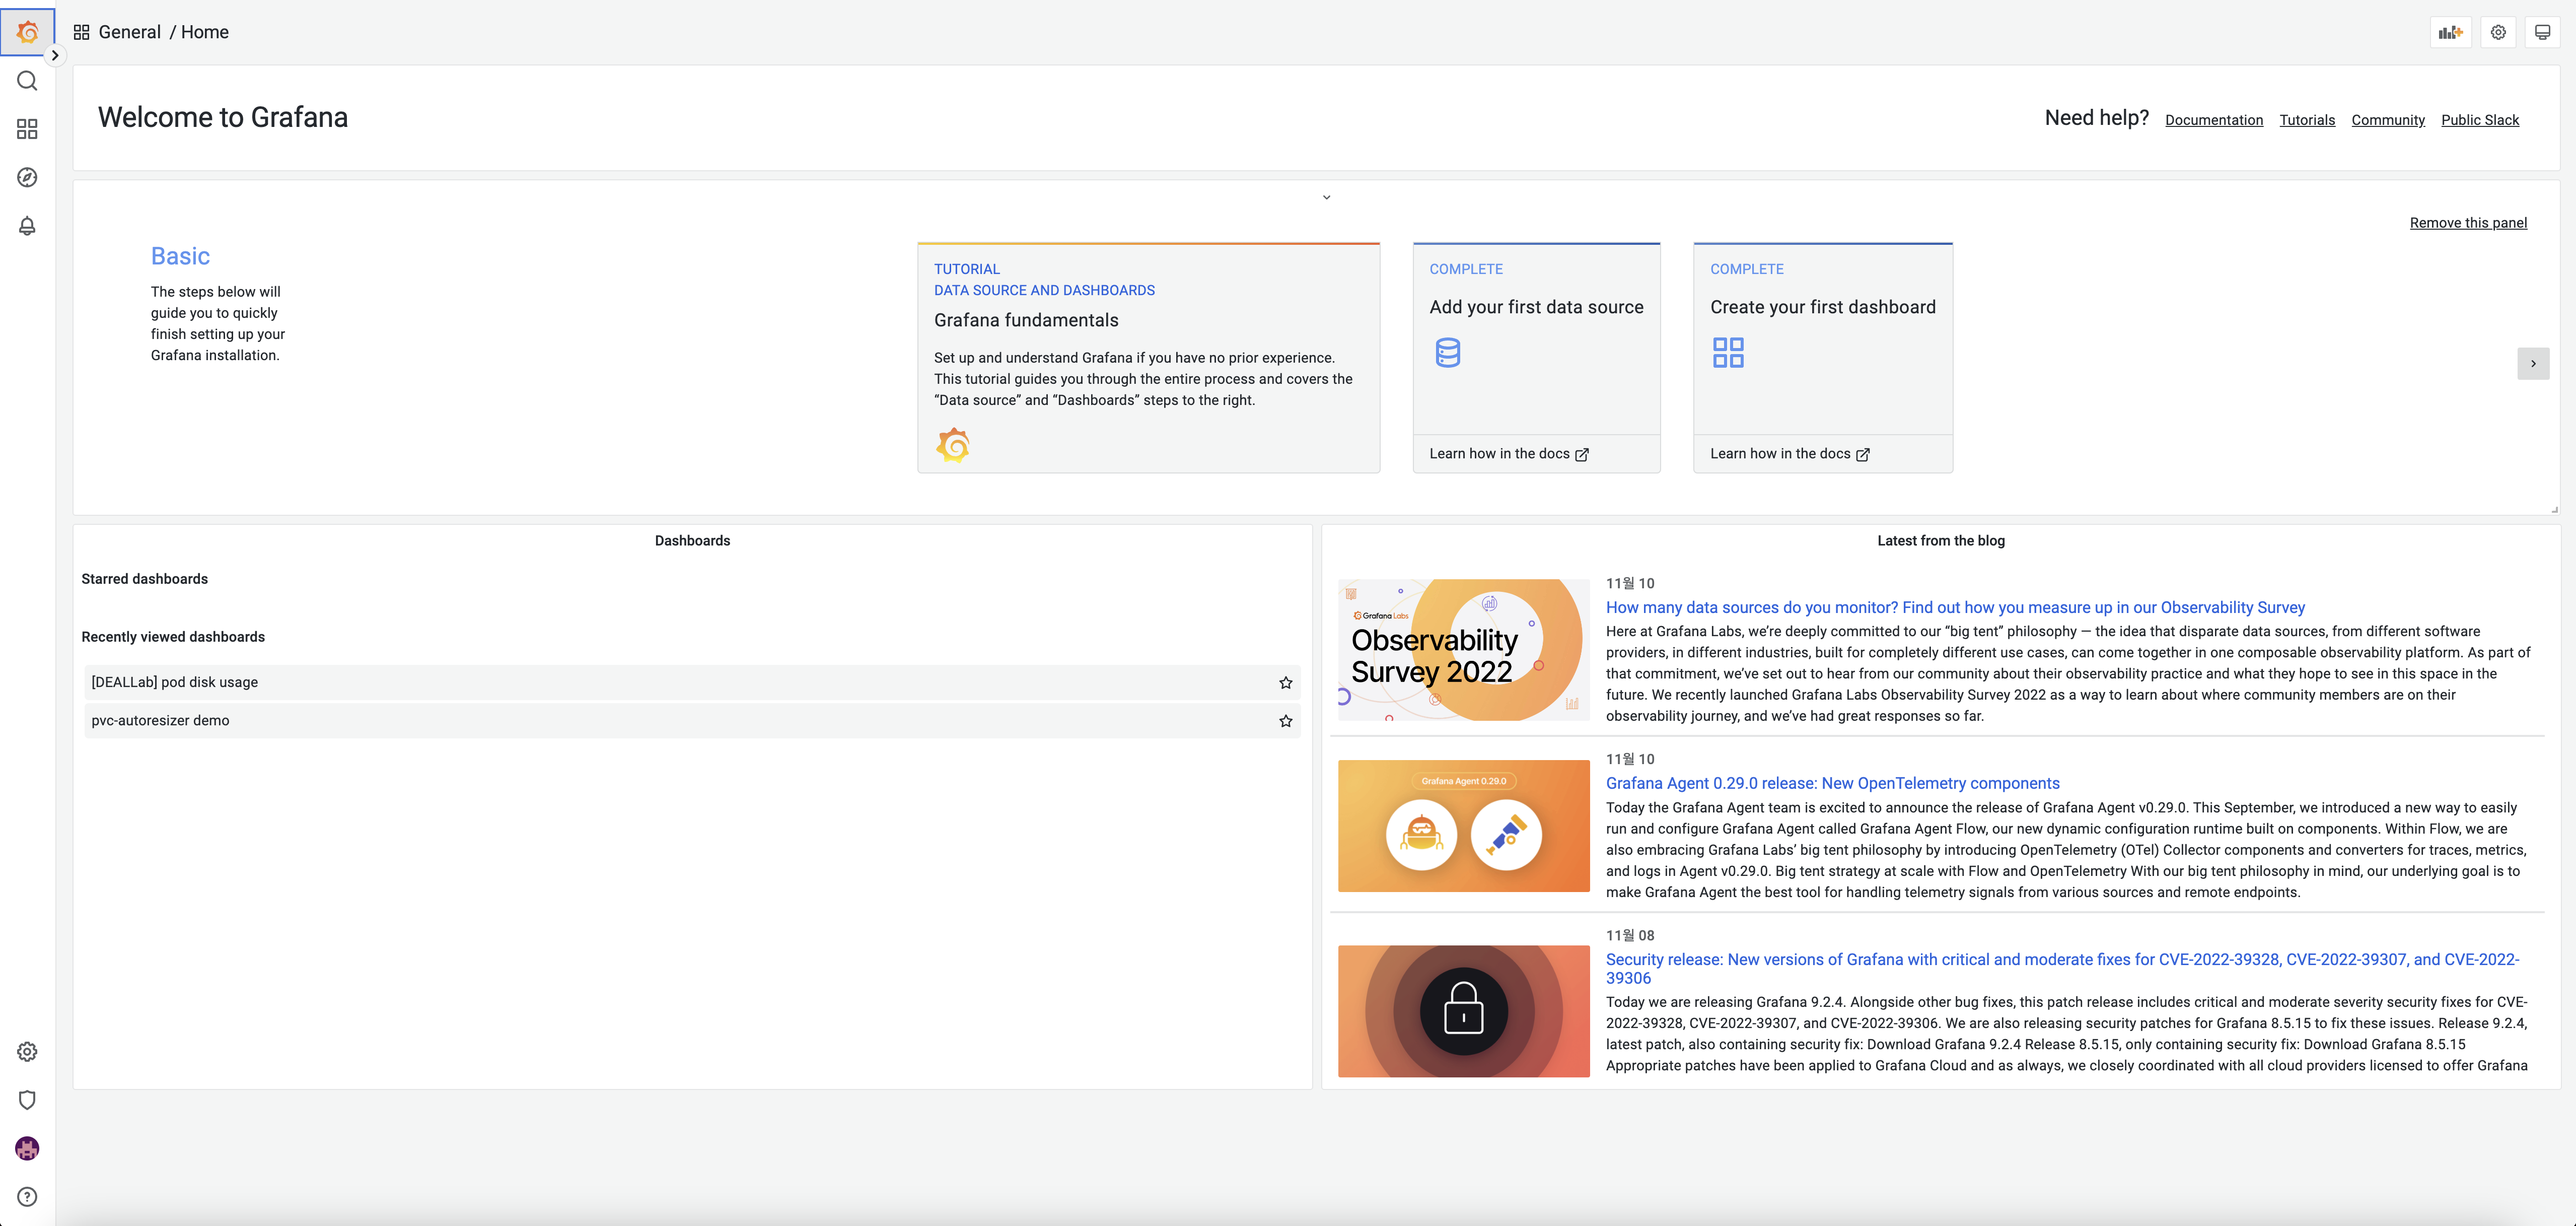 General / Home
Welcome to Grafana
Need help? Documentation Tutorials Community Public Slack
Remove this panel
Basic
The steps below will
guide you to quickly
finish setting up your
Grafana installation.
TUTORIAL
DATA SOURCE AND DASHBOARDS
Grafana fundamentals
Set up and understand Grafana if you have no prior experience.
This tutorial guides you through the entire process and covers the
“Data source” and “Dashboards” steps to the right.
COMPLETE
Add your first data source
Learn how in the docs
COMPLETE
Create your first dashboard
Learn how in the docs
Dashboards
Starred dashboards
Recently viewed dashboards
[DEALLab] pod disk usage
pvc-autoresizer demo
Latest from the blog
Grafana Labs
Observability
Survey 2022
11월 10
How many data sources do you monitor? Find out how you measure up in our Observability Survey
Here at Grafana Labs, we’re deeply committed to our “big tent” philosophy — the idea that disparate data sources, from different software
providers, in different industries, built for completely different use cases, can come together in one composable observability platform. As part of
that commitment, we’ve set out to hear from our community about their observability practice and what they hope to see in this space in the
future. We recently launched Grafana Labs Observability Survey 2022 as a way to learn about where community members are on their
observability journey, and we’ve had great responses so far.
Grafana Agent 0.29.0
11월 10
Grafana Agent 0.29.0 release: New OpenTelemetry components
Today the Grafana Agent team is excited to announce the release of Grafana Agent v0.29.0. This September, we introduced a new way to easily
run and configure Grafana Agent called Grafana Agent Flow, our new dynamic configuration runtime built on components. Within Flow, we are
also embracing Grafana Labs’ big tent philosophy by introducing OpenTelemetry (OTel) Collector components and converters for traces, metrics,
and logs in Agent v0.29.0. Big tent strategy at scale with Flow and OpenTelemetry With our big tent philosophy in mind, our underlying goal is to
make Grafana Agent the best tool for handling telemetry signals from various sources and remote endpoints.
11월 08
Security release: New versions of Grafana with critical and moderate fixes for CVE-2022-39328, CVE-2022-39307, and CVE-2022-
39306
Today we are releasing Grafana 9.2.4. Alongside other bug fixes, this patch release includes critical and moderate severity security fixes for CVE-
2022-39328, CVE-2022-39307, and CVE-2022-39306. We are also releasing security patches for Grafana 8.5.15 to fix these issues. Release 9.2.4,
latest patch, also containing security fix: Download Grafana 9.2.4 Release 8.5.15, only containing security fix: Download Grafana 8.5.15
Appropriate patches have been applied to Grafana Cloud and as always, we closely coordinated with all cloud providers licensed to offer Grafana